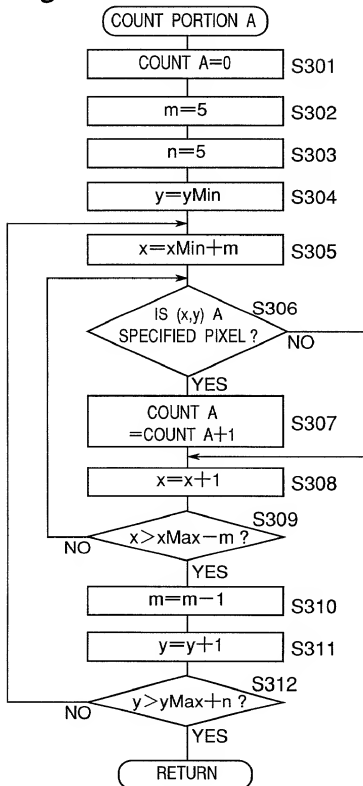 COUNT PORTION A
COUNT A=0
S301
m=5
S302
n=5
S303
y=yMin
S304
x=xMin+m
S305
S306
IS (x,y) A
SPECIFIED PIXEL?
NO
YES
COUNT A
=COUNT A+1
S307
x=x+1
S308
S309
x>xMax-m?
NO
YES
m=m-1
S310
y=y+1
S311
S312
y>yMax+n?
NO
YES
RETURN